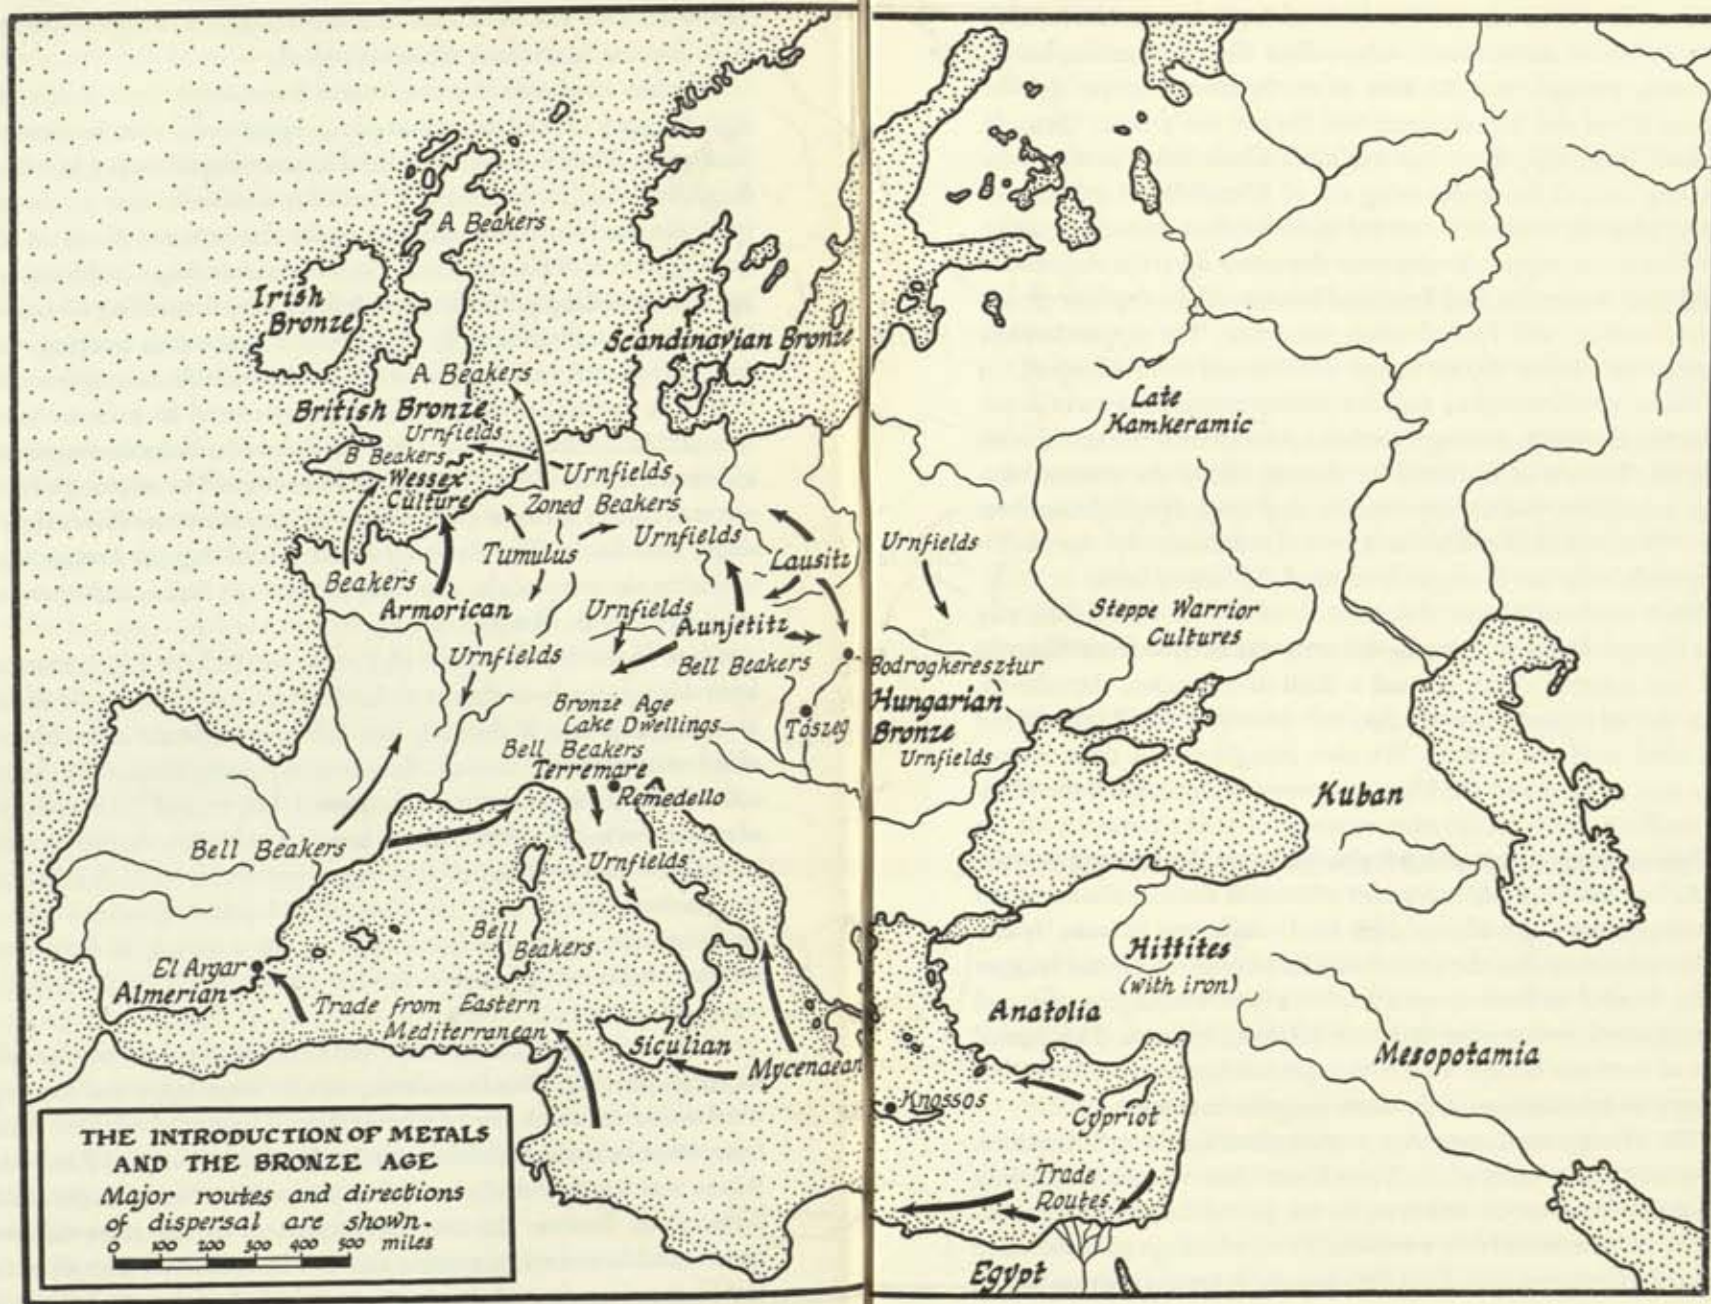 A Beakers
Irish
Bronze
Scandinavian Bronze
A Beakers
British Bronze
Urnfields
B Beakers
Wessex
Culture
Urnfields
Zoned Beakers
Urnfields
Tumulus
Lausitz
Beakers
Armorican
Urnfields
Aunjetitz
Urnfields
Bell Beakers
Bronze Age
Lake Dwellings
Tószeg
Bell Beakers
Terremare
Remedello
Bell Beakers
Urnfields
Bell
Beakers
El Argar
Almerian
Trade from Eastern
Mediterranean
Siculian
Mycenaean
THE INTRODUCTION OF METALS
AND THE BRONZE AGE
Major routes and directions
of dispersal are shown.
0 100 200 300 400 500 miles
Late
Kamkeramic
Urnfields
Steppe Warrior
Cultures
Bodrogkeresztur
Hungarian
Bronze
Urnfields
Kuban
Hittites
(with iron)
Anatolia
Mesopotamia
Knossos
Cypriot
Trade
Routes
Egypt